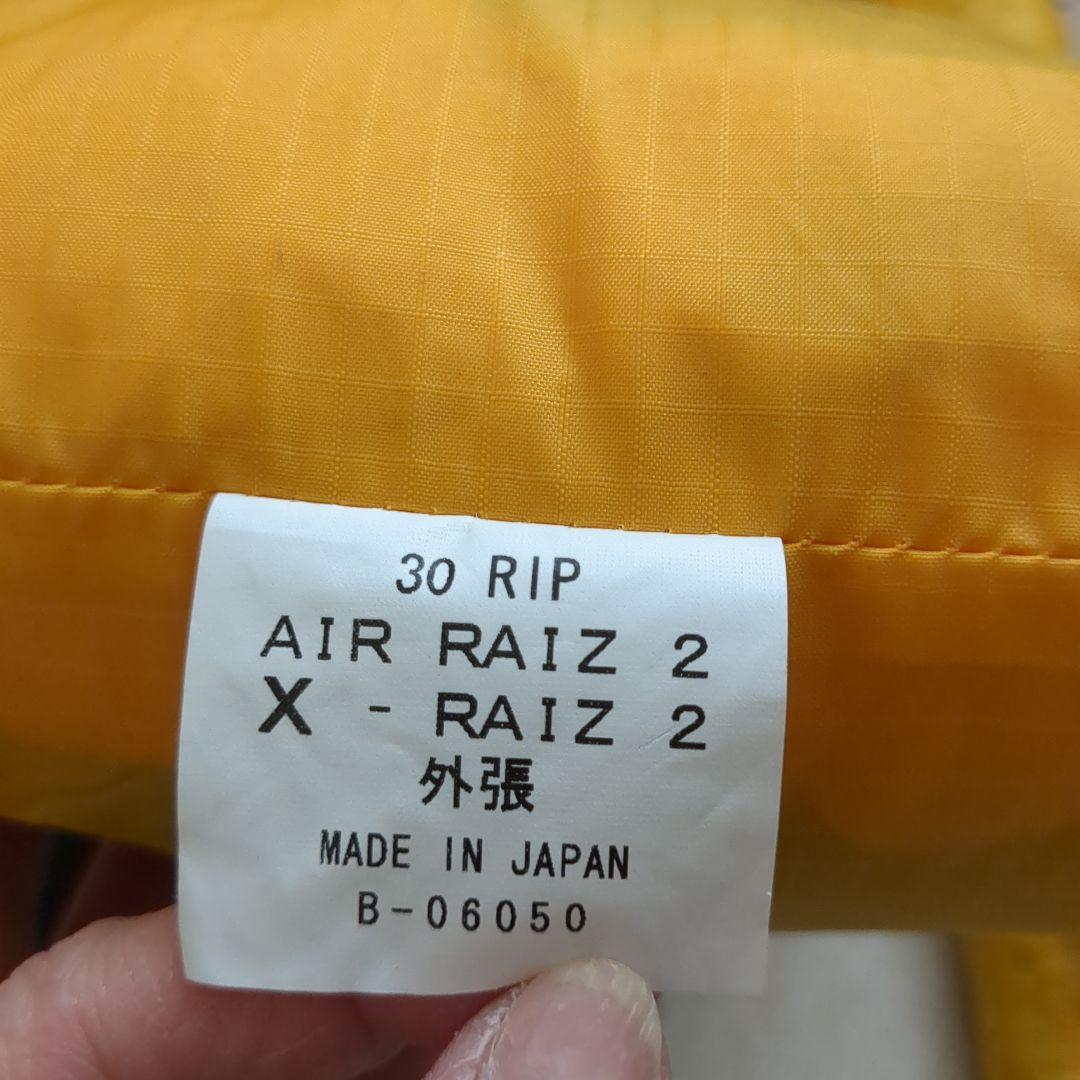 30 RIP
AIR RAIZ 2
X - RAIZ 2
外張
MADE IN JAPAN
B-06050